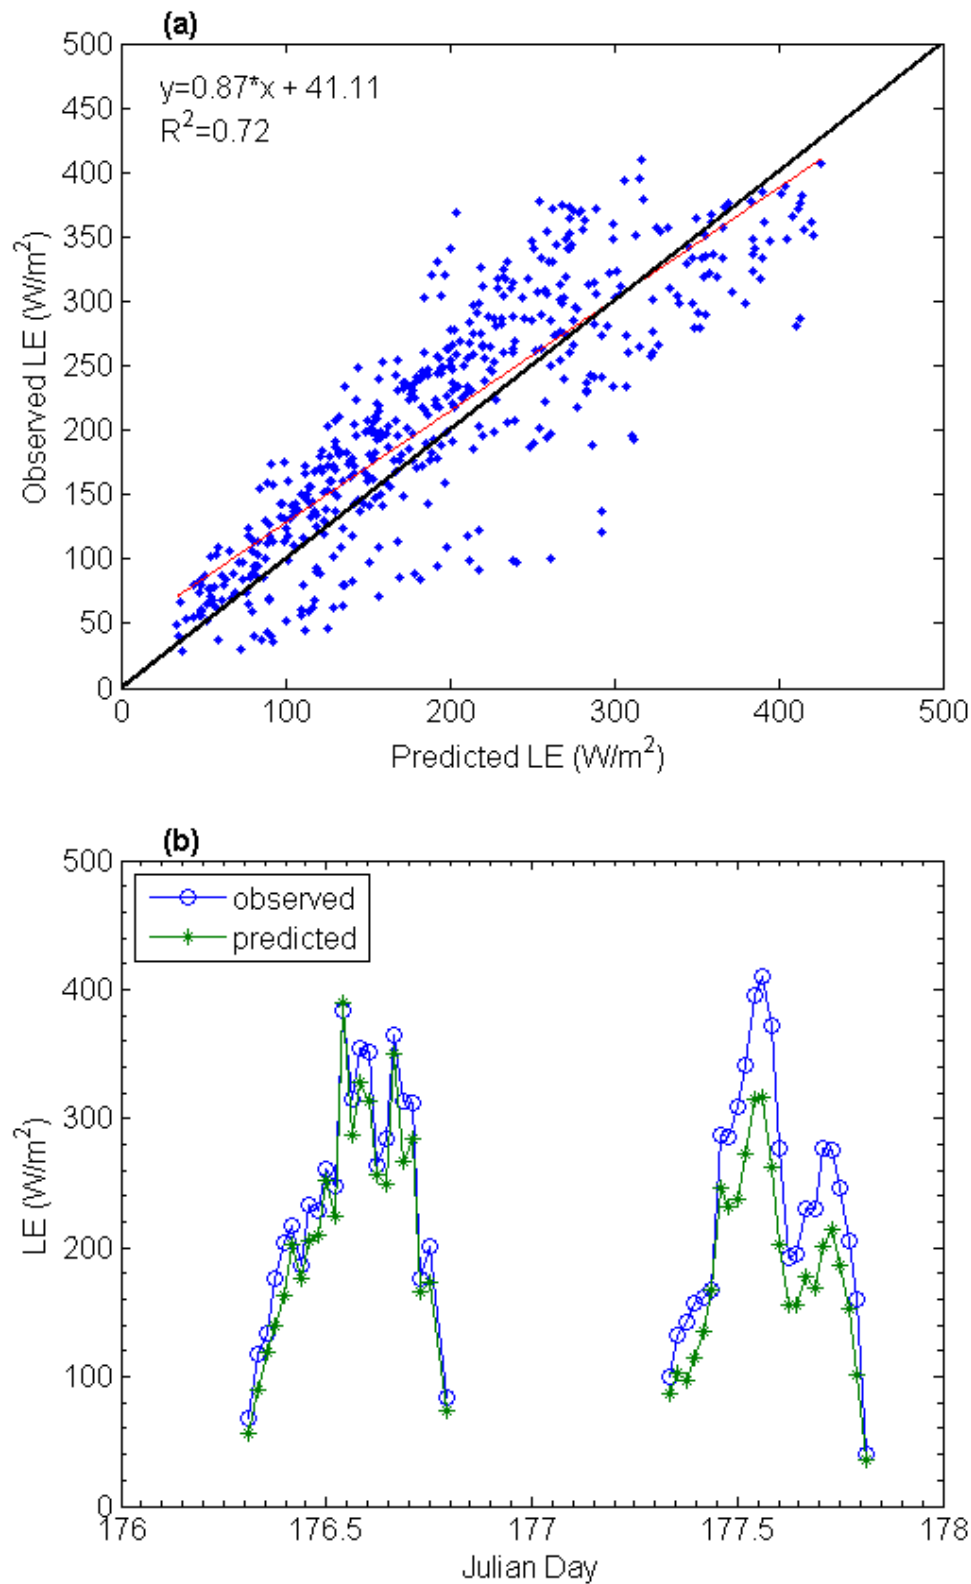 (a)
500
450
400
350
300
250
200
150
100
50
0
y=0.87*x + 41.11
R²=0.72
Observed LE (W/m²)
0 100 200 300 400 500
Predicted LE (W/m²)
(b)
500
400
300
200
100
0
observed
predicted
LE (W/m²)
176 176.5 177 177.5 178
Julian Day